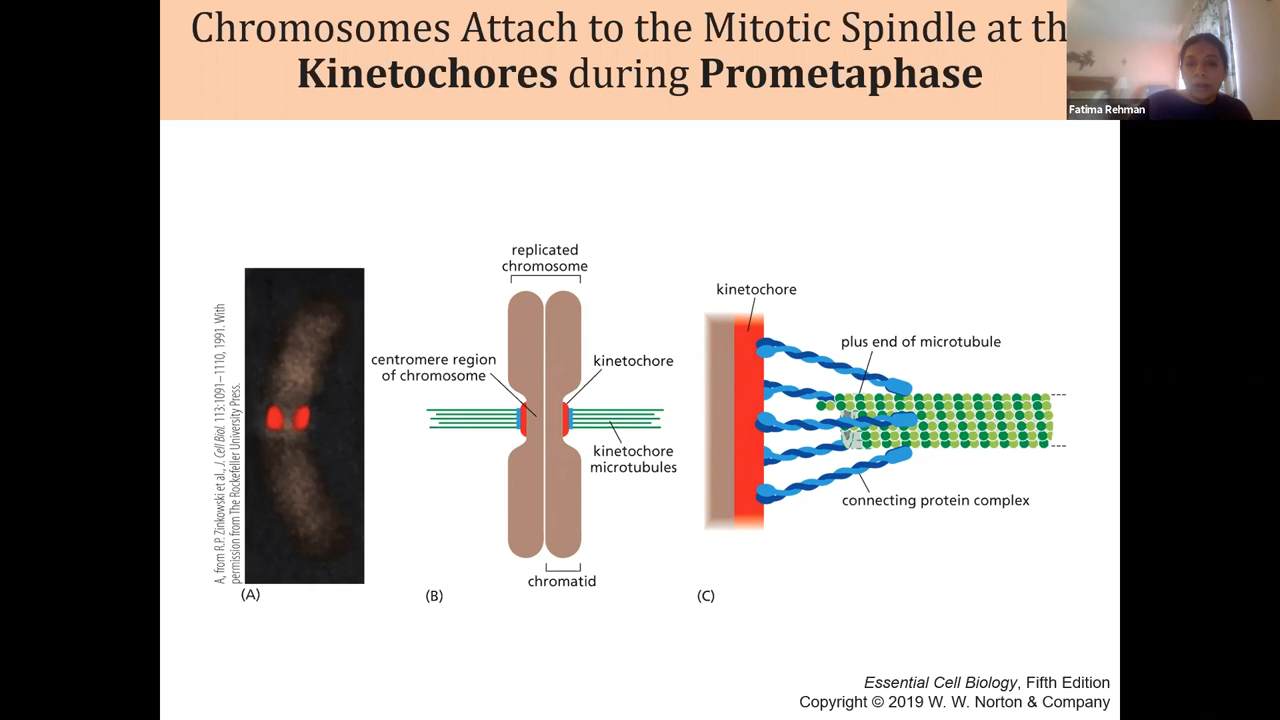 Chromosomes Attach to the Mitotic Spindle at th
Kinetochores during Prometaphase
Fatima Rehman
A, from R.P. Zinkowski et al., J. Cell Biol. 113:1091–1110, 1991. With
permission from The Rockefeller University Press.
(A)
replicated
chromosome
centromere region
of chromosome
kinetochore
kinetochore
microtubules
chromatid
(B)
kinetochore
plus end of microtubule
connecting protein complex
(C)
Essential Cell Biology, Fifth Edition
Copyright © 2019 W. W. Norton & Company